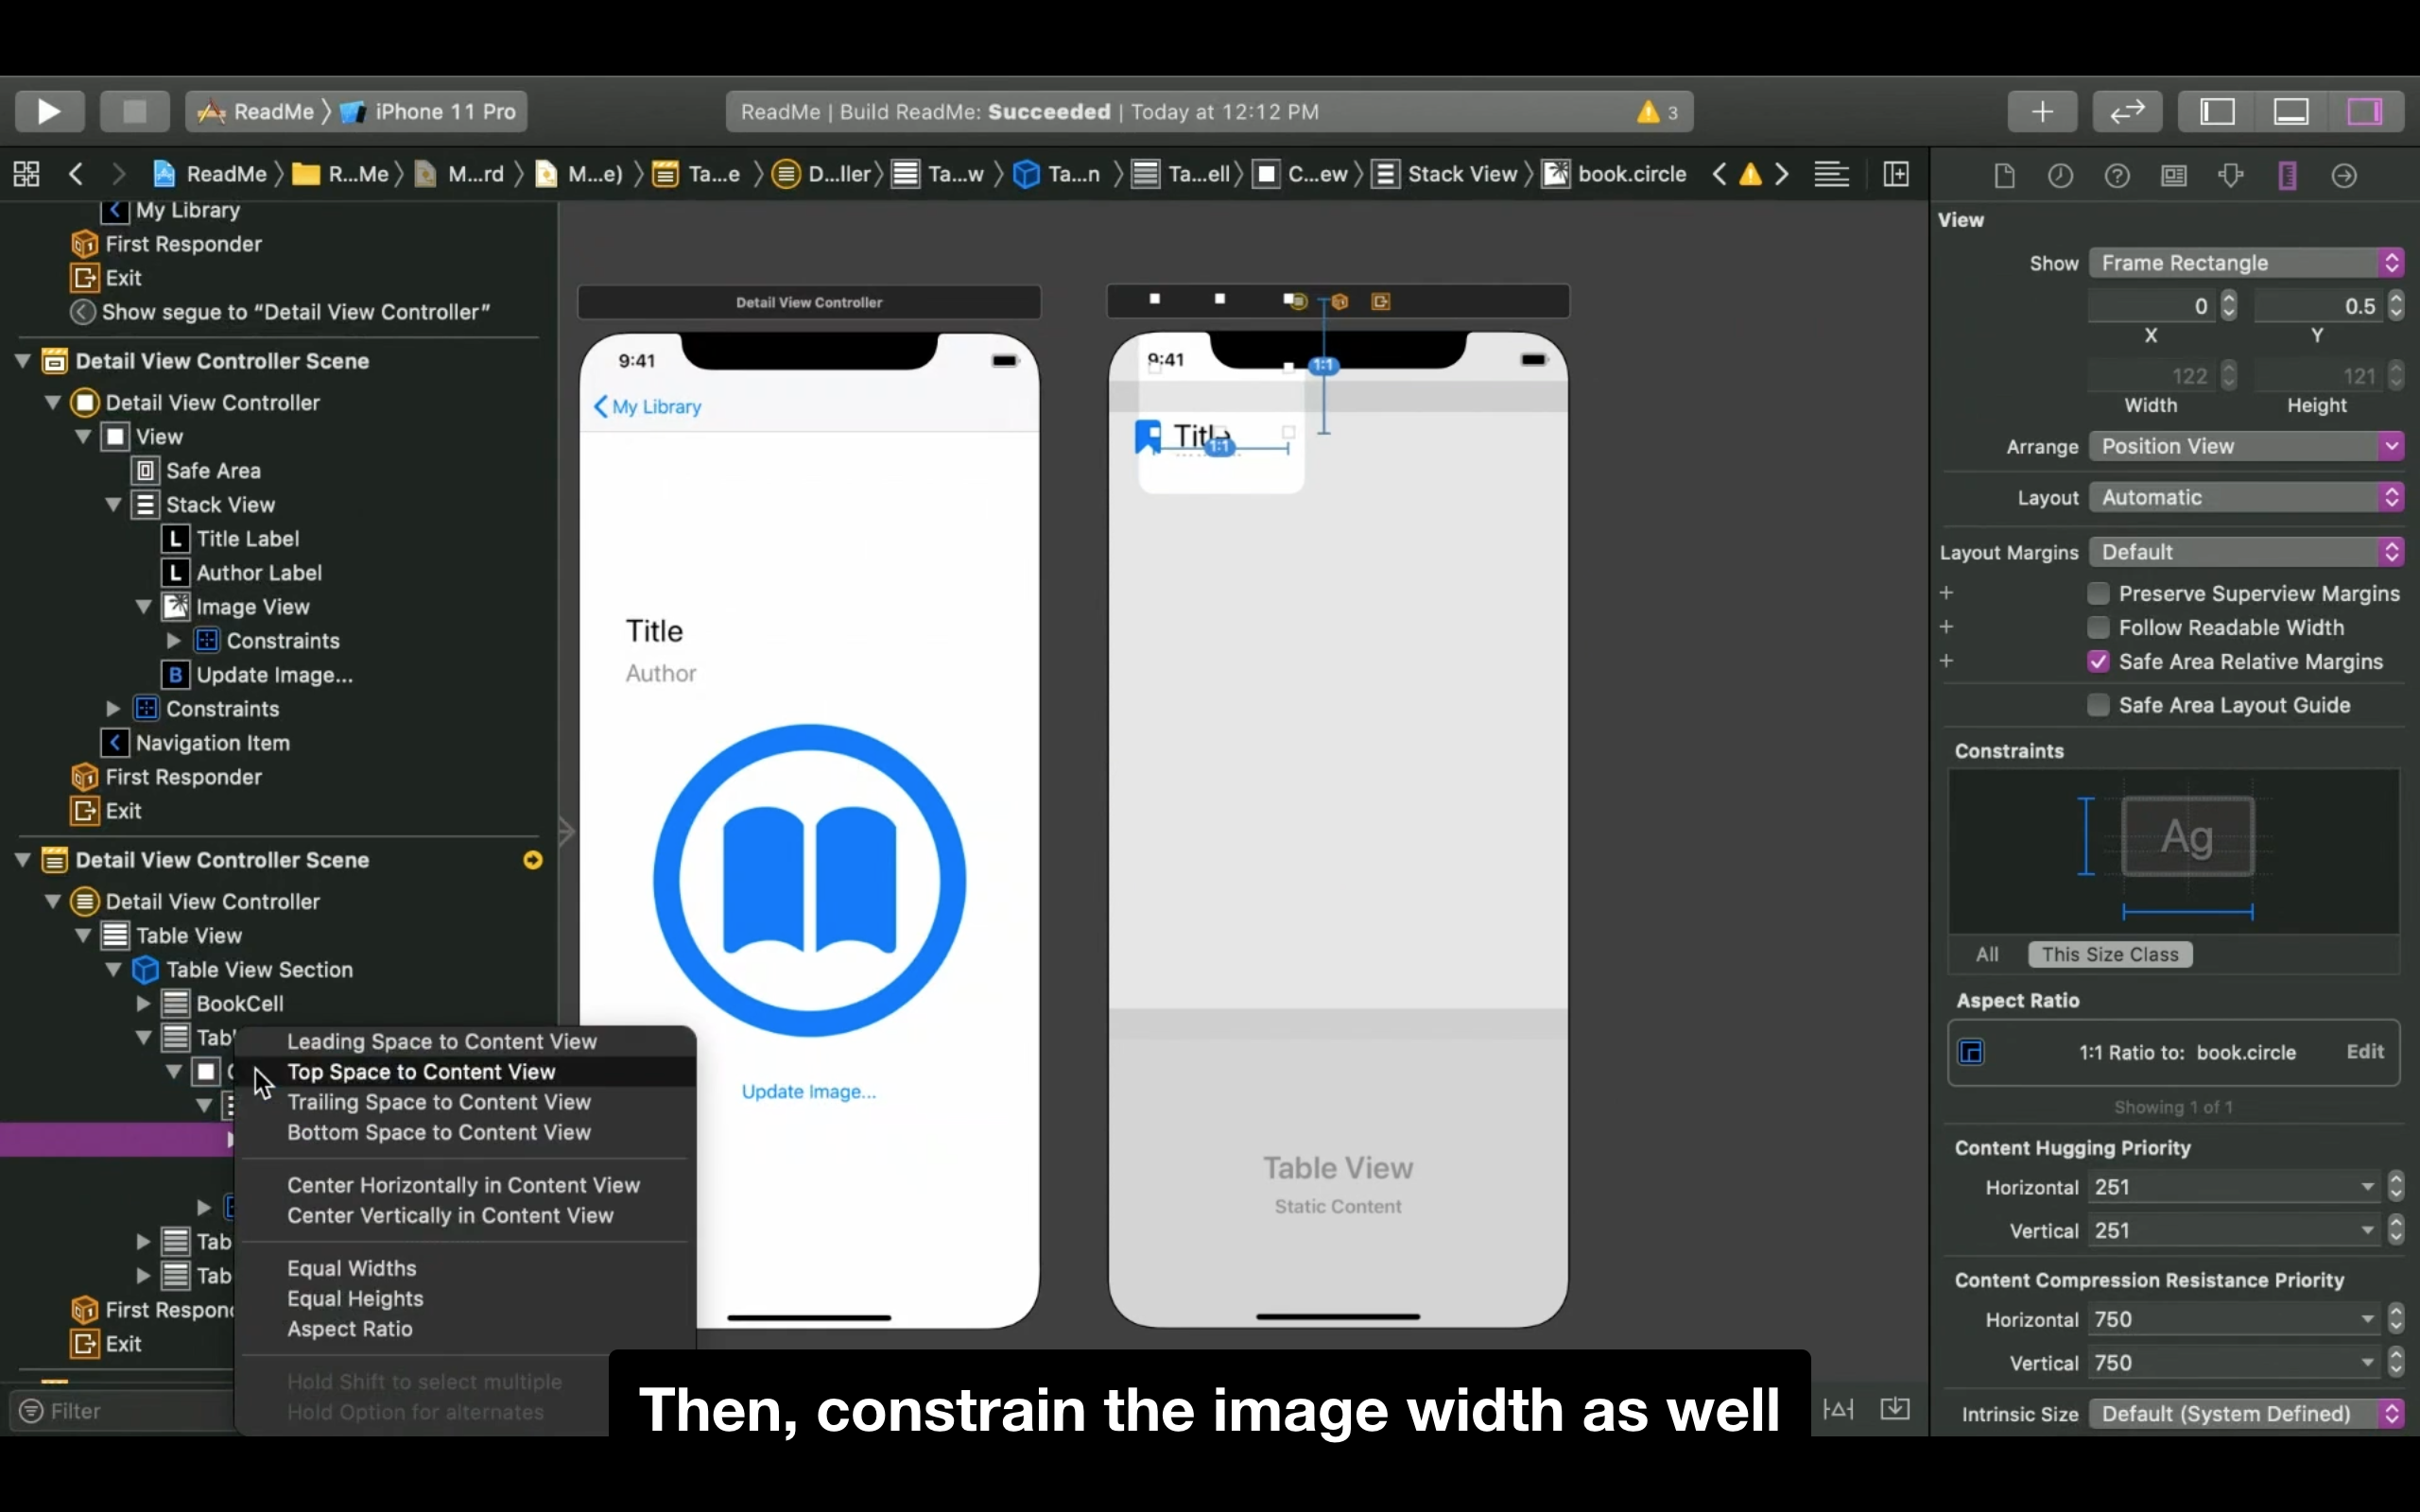 ReadMe
iPhone 11 Pro
ReadMe | Build ReadMe: Succeeded | Today at 12:12 PM
3
ReadMe
R...Me
M...rd
M...e)
Ta...e
D...ller
Ta...w
Ta...n
Ta...ell
C...ew
Stack View
book.circle
My Library
First Responder
Exit
Show segue to “Detail View Controller”
Detail View Controller Scene
Detail View Controller
View
Safe Area
Stack View
L Title Label
L Author Label
Image View
Constraints
B Update Image...
Constraints
Navigation Item
First Responder
Exit
Detail View Controller Scene
Detail View Controller
Table View
Table View Section
BookCell
Tab
Tab
Tab
First Respon
Exit
Filter
Leading Space to Content View
Top Space to Content View
Trailing Space to Content View
Bottom Space to Content View
Center Horizontally in Content View
Center Vertically in Content View
Equal Widths
Equal Heights
Aspect Ratio
Hold Shift to select multiple
Hold Option for alternates
Detail View Controller
9:41
My Library
Title
Author
Update Image...
9:41
1:1
Title
1:1
Table View
Static Content
Then, constrain the image width as well
View
Show Frame Rectangle
0 0.5
X Y
122 121
Width Height
Arrange Position View
Layout Automatic
Layout Margins Default
Preserve Superview Margins
Follow Readable Width
Safe Area Relative Margins
Safe Area Layout Guide
Constraints
Ag
All This Size Class
Aspect Ratio
1:1 Ratio to: book.circle Edit
Showing 1 of 1
Content Hugging Priority
Horizontal 251
Vertical 251
Content Compression Resistance Priority
Horizontal 750
Vertical 750
Intrinsic Size Default (System Defined)